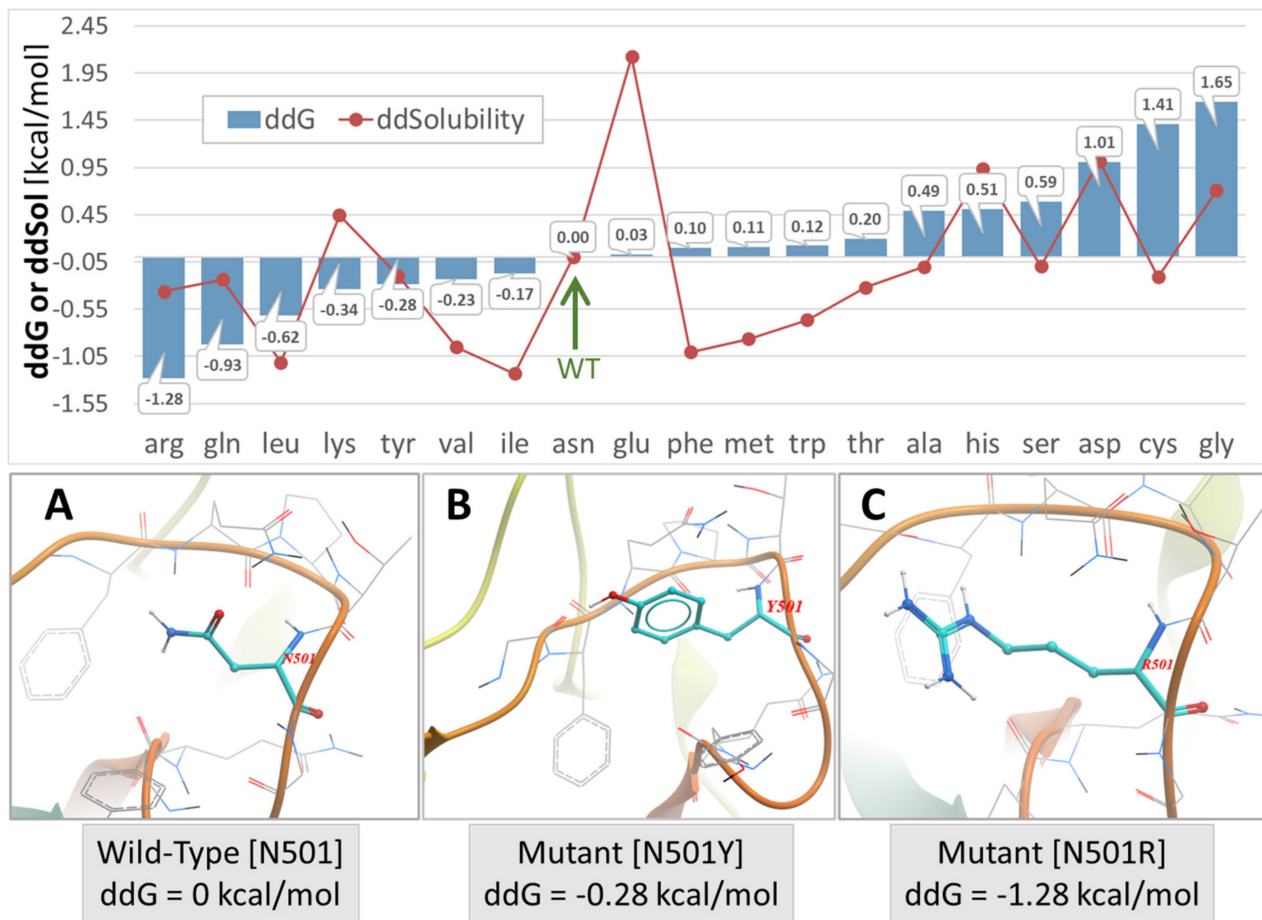 ddG or ddSol [kcal/mol]
2.45
1.95
1.45
0.95
0.45
-0.05
-0.55
-1.05
-1.55
ddG
ddSolubility
-1.28
-0.93
-0.62
-0.34
-0.28
-0.23
-0.17
0.00
0.03
0.10
0.11
0.12
0.20
0.49
0.51
0.59
1.01
1.41
1.65
WT
arg gln leu lys tyr val ile asn glu phe met trp thr ala his ser asp cys gly
A
N501
B
Y501
C
R501
Wild-Type [N501]
ddG = 0 kcal/mol
Mutant [N501Y]
ddG = -0.28 kcal/mol
Mutant [N501R]
ddG = -1.28 kcal/mol